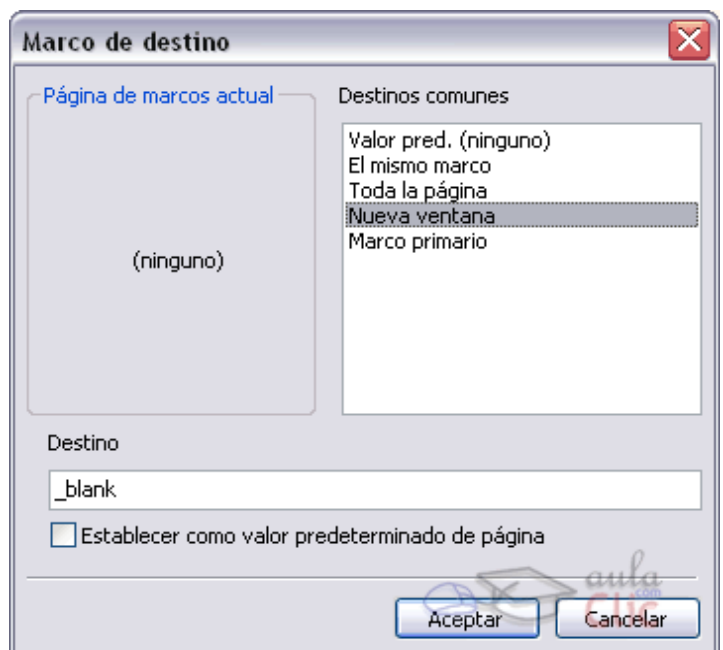 Marco de destino
Página de marcos actual
(ninguno)
Destinos comunes
Valor pred. (ninguno)
El mismo marco
Toda la página
Nueva ventana
Marco primario
Destino
_blank
Establecer como valor predeterminado de página
aula
.com
Clic
Aceptar
Cancelar